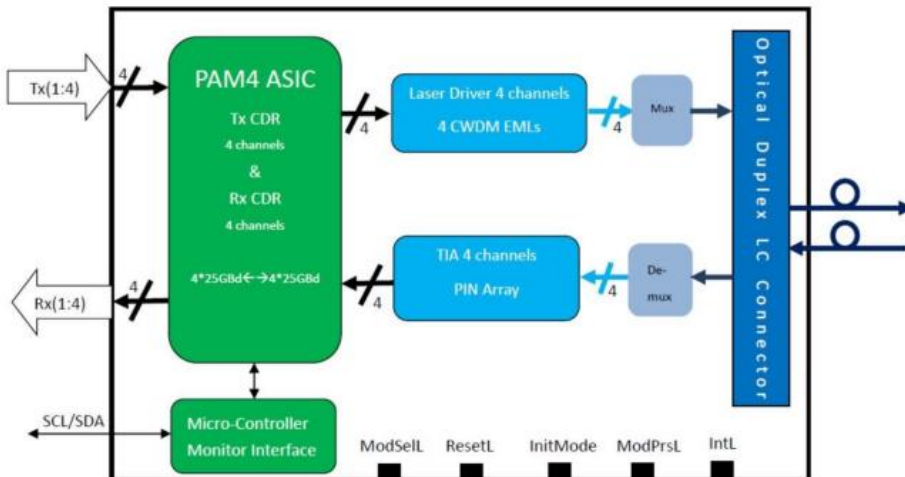 Tx(1:4)
4
PAM4 ASIC
Tx CDR
4 channels
&
Rx CDR
4 channels
4*25GBd←→4*25GBd
4
Laser Driver 4 channels
4 CWDM EMLs
4
Mux
Optical Duplex LC Connector
Rx(1:4)
4
4
TIA 4 channels
PIN Array
4
De-
mux
SCL/SDA
Micro-Controller
Monitor Interface
ModSelL
ResetL
InitMode
ModPrsL
IntL